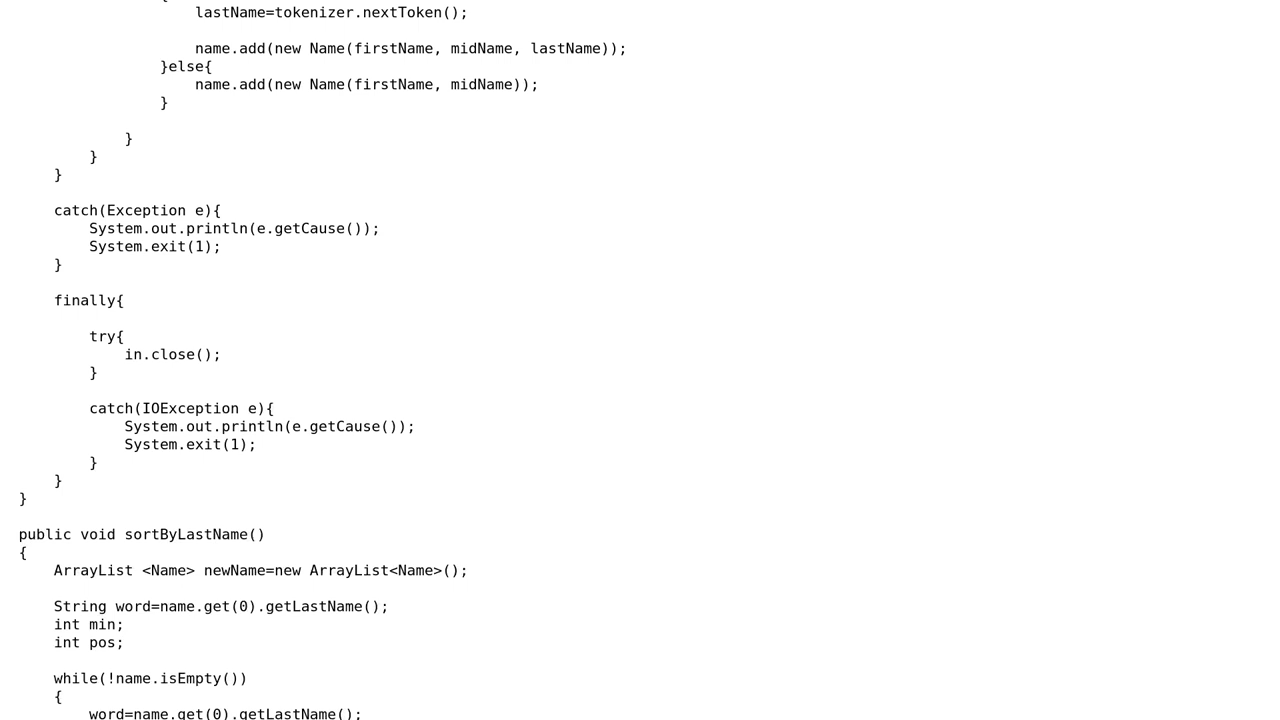 {
lastName=tokenizer.nextToken();
name.add(new Name(firstName, midName, lastName));
}else{
name.add(new Name(firstName, midName));
}
}
}
}
catch(Exception e){
System.out.println(e.getCause());
System.exit(1);
}
finally{
try{
in.close();
}
catch(IOException e){
System.out.println(e.getCause());
System.exit(1);
}
}
}
public void sortByLastName()
{
ArrayList <Name> newName=new ArrayList<Name>();
String word=name.get(0).getLastName();
int min;
int pos;
while(!name.isEmpty())
{
word=name.get(0).getLastName();